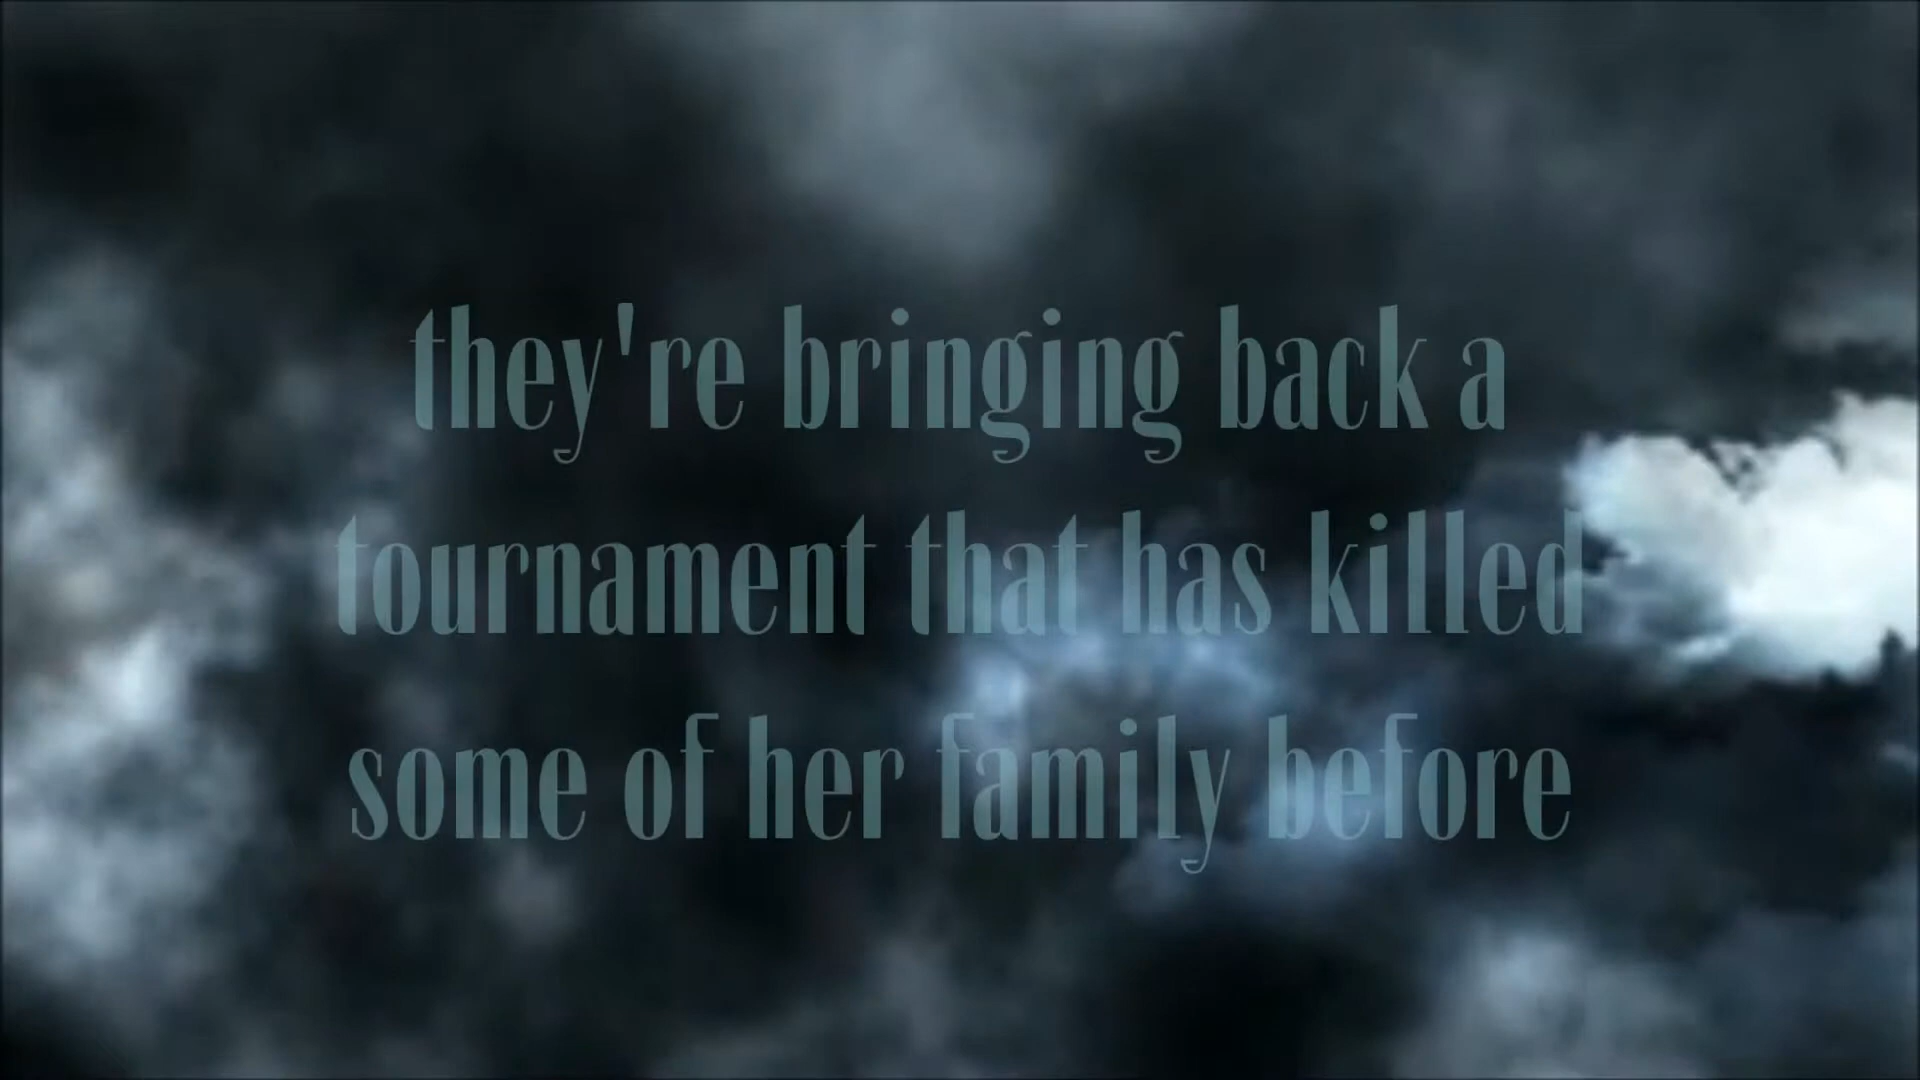 they're bringing back a
tournament that has killed
some of her family before